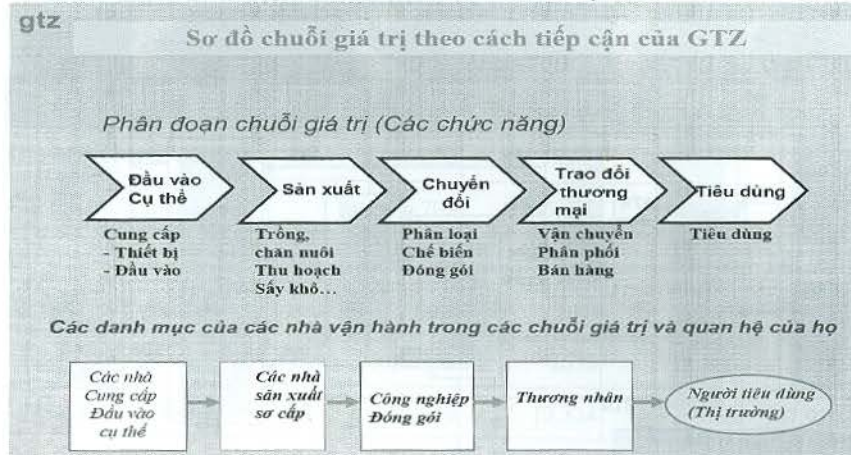 gtz
Sơ đồ chuỗi giá trị theo cách tiếp cận của GTZ
Phân đoạn chuỗi giá trị (Các chức năng)
Đầu vào
Cụ thể
Sản xuất
Chuyển
đổi
Trao đổi
thương
mại
Tiêu dùng
Cung cấp
- Thiết bị
- Đầu vào
Trồng,
chăn nuôi
Thu hoạch
Sấy khô...
Phân loại
Chế biến
Đóng gói
Vận chuyển
Phân phối
Bán hàng
Tiêu dùng
Các danh mục của các nhà vận hành trong các chuỗi giá trị và quan hệ của họ
Các nhà
Cung cấp
Đầu vào
cụ thể
Các nhà
sãn xuất
sơ cấp
Công nghiệp
Đóng gói
Thương nhân
Người tiêu dùng
(Thị trường)